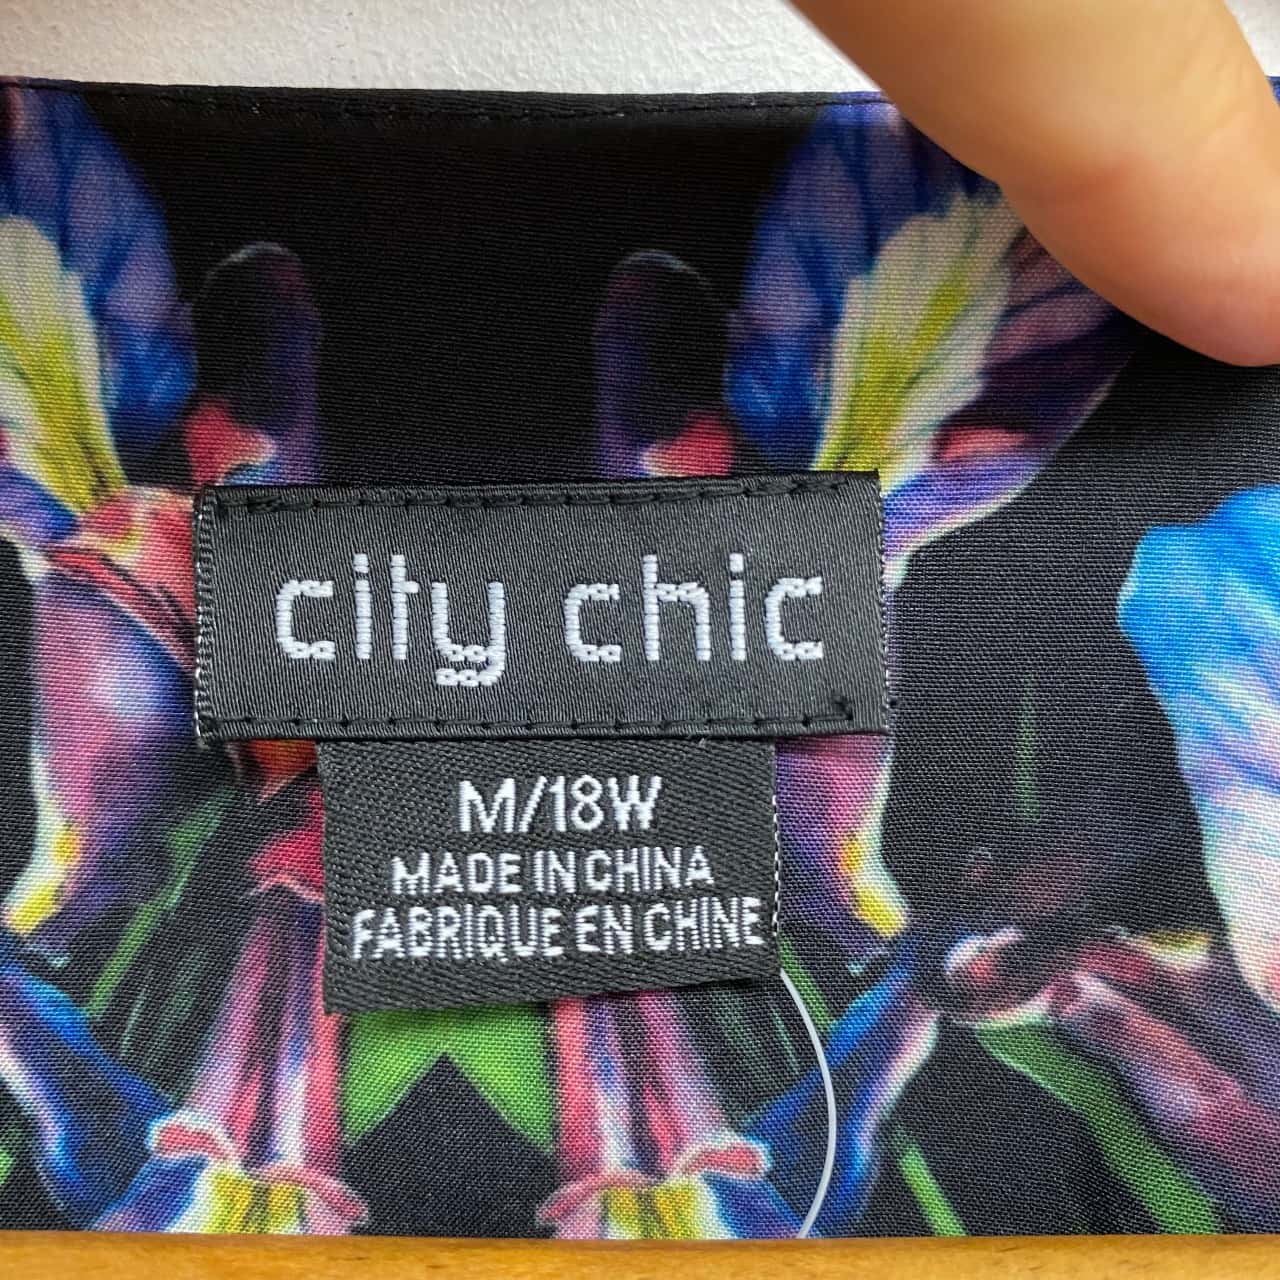 city chic
M/18W
MADE IN CHINA
FABRIQUE EN CHINE